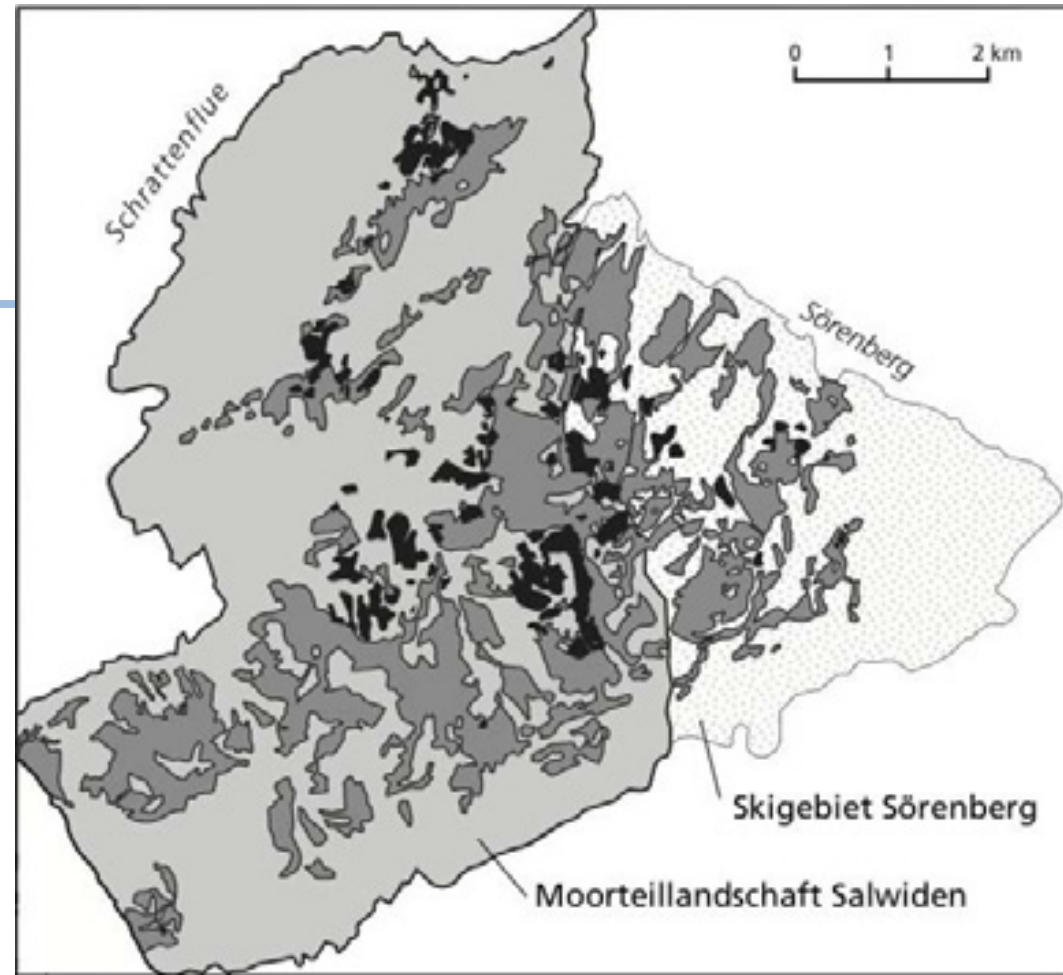 0 1 2 km
Schrattenflue
Sörenberg
Skigebiet Sörenberg
Moorteillandschaft Salwiden